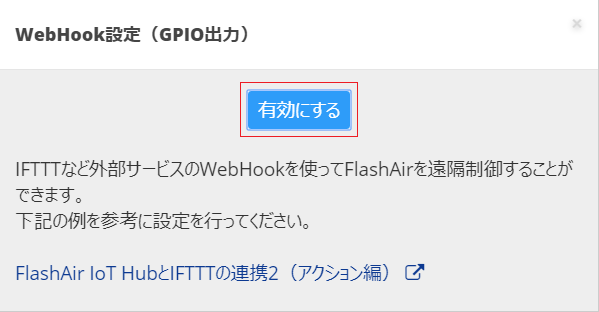 WebHook設定（GPIO出力）
×
有効にする
IFTTTなど外部サービスのWebHookを使ってFlashAirを遠隔制御することが
できます。
下記の例を参考に設定を行ってください。
FlashAir IoT HubとIFTTTの連携2（アクション編）